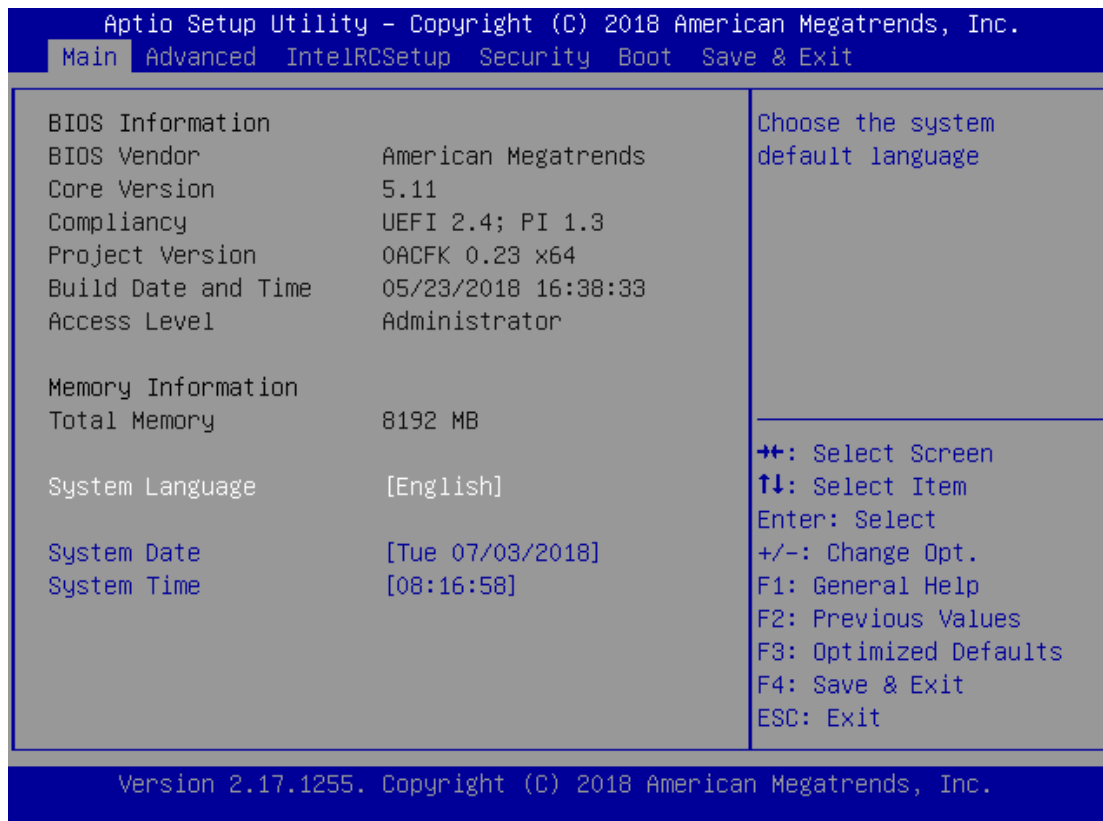 Aptio Setup Utility – Copyright (C) 2018 American Megatrends, Inc.
Main Advanced IntelRCSetup Security Boot Save & Exit
BIOS Information
BIOS Vendor American Megatrends
Core Version 5.11
Compliancy UEFI 2.4; PI 1.3
Project Version 0ACFK 0.23 x64
Build Date and Time 05/23/2018 16:38:33
Access Level Administrator
Memory Information
Total Memory 8192 MB
System Language [English]
System Date [Tue 07/03/2018]
System Time [08:16:58]
Choose the system
default language
→←: Select Screen
↑↓: Select Item
Enter: Select
+/-: Change Opt.
F1: General Help
F2: Previous Values
F3: Optimized Defaults
F4: Save & Exit
ESC: Exit
Version 2.17.1255. Copyright (C) 2018 American Megatrends, Inc.